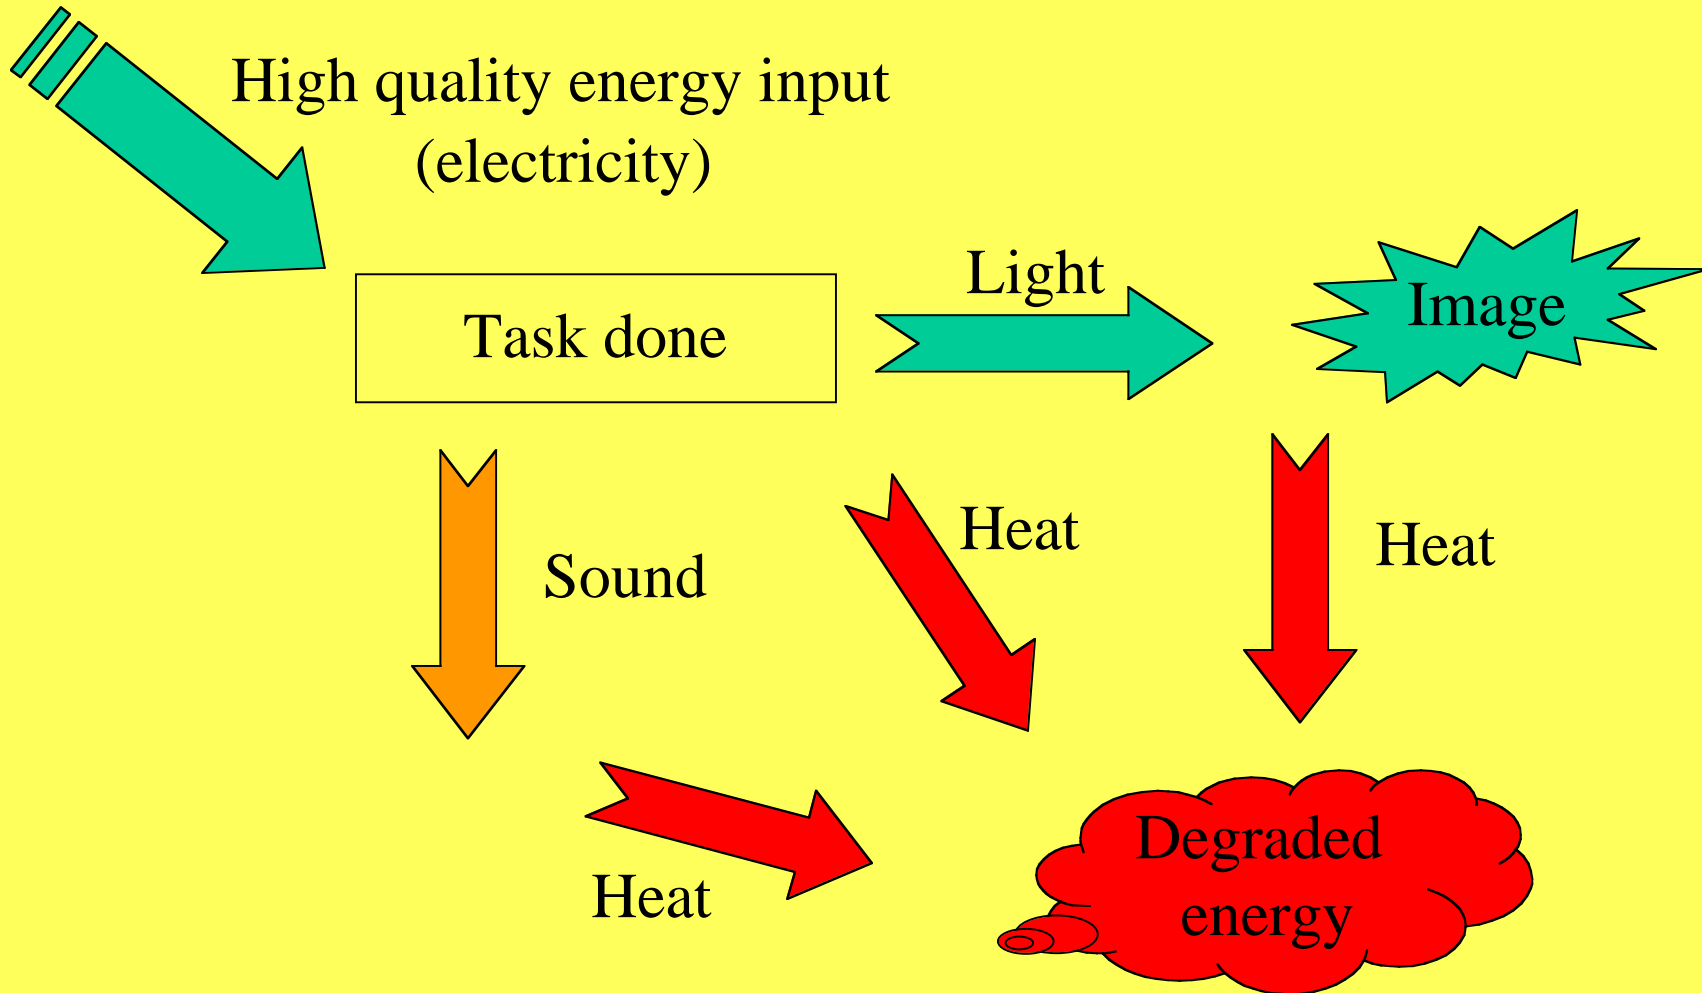 High quality energy input
(electricity)
Light
Image
Task done
Heat
Heat
Sound
Degraded
Heat
energy